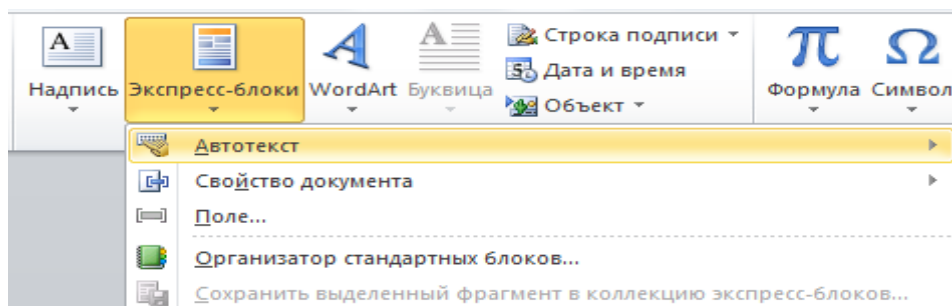 Строка подписи
Дата и время
Объект
Надпись Экспресс-блоки WordArt Буквица Формула Символ
Автотекст
Свойство документа
Поле...
Организатор стандартных блоков...
Сохранить выделенный фрагмент в коллекцию экспресс-блоков...